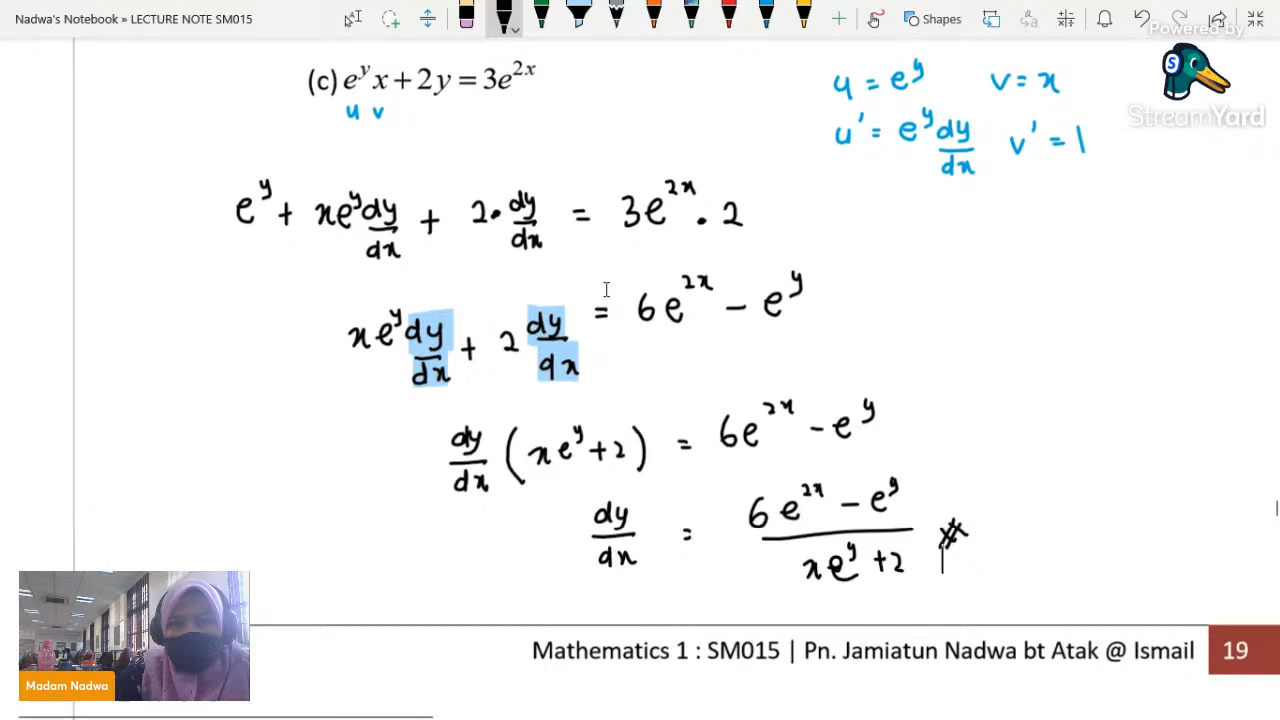 Nadwa's Notebook » LECTURE NOTE SM015
Shapes
Powered by
StreamYard
(c) e^y x + 2y = 3e^{2x}
u v
u = e^y v = x
u' = e^y dy/dx v' = 1
e^y + xe^y dy/dx + 2 · dy/dx = 3e^{2x} · 2
xe^y dy/dx + 2 dy/dx = 6e^{2x} - e^y
dy/dx (xe^y + 2) = 6e^{2x} - e^y
dy/dx = (6e^{2x} - e^y)/(xe^y + 2) #
Madam Nadwa
Mathematics 1 : SM015 | Pn. Jamiatun Nadwa bt Atak @ Ismail 19